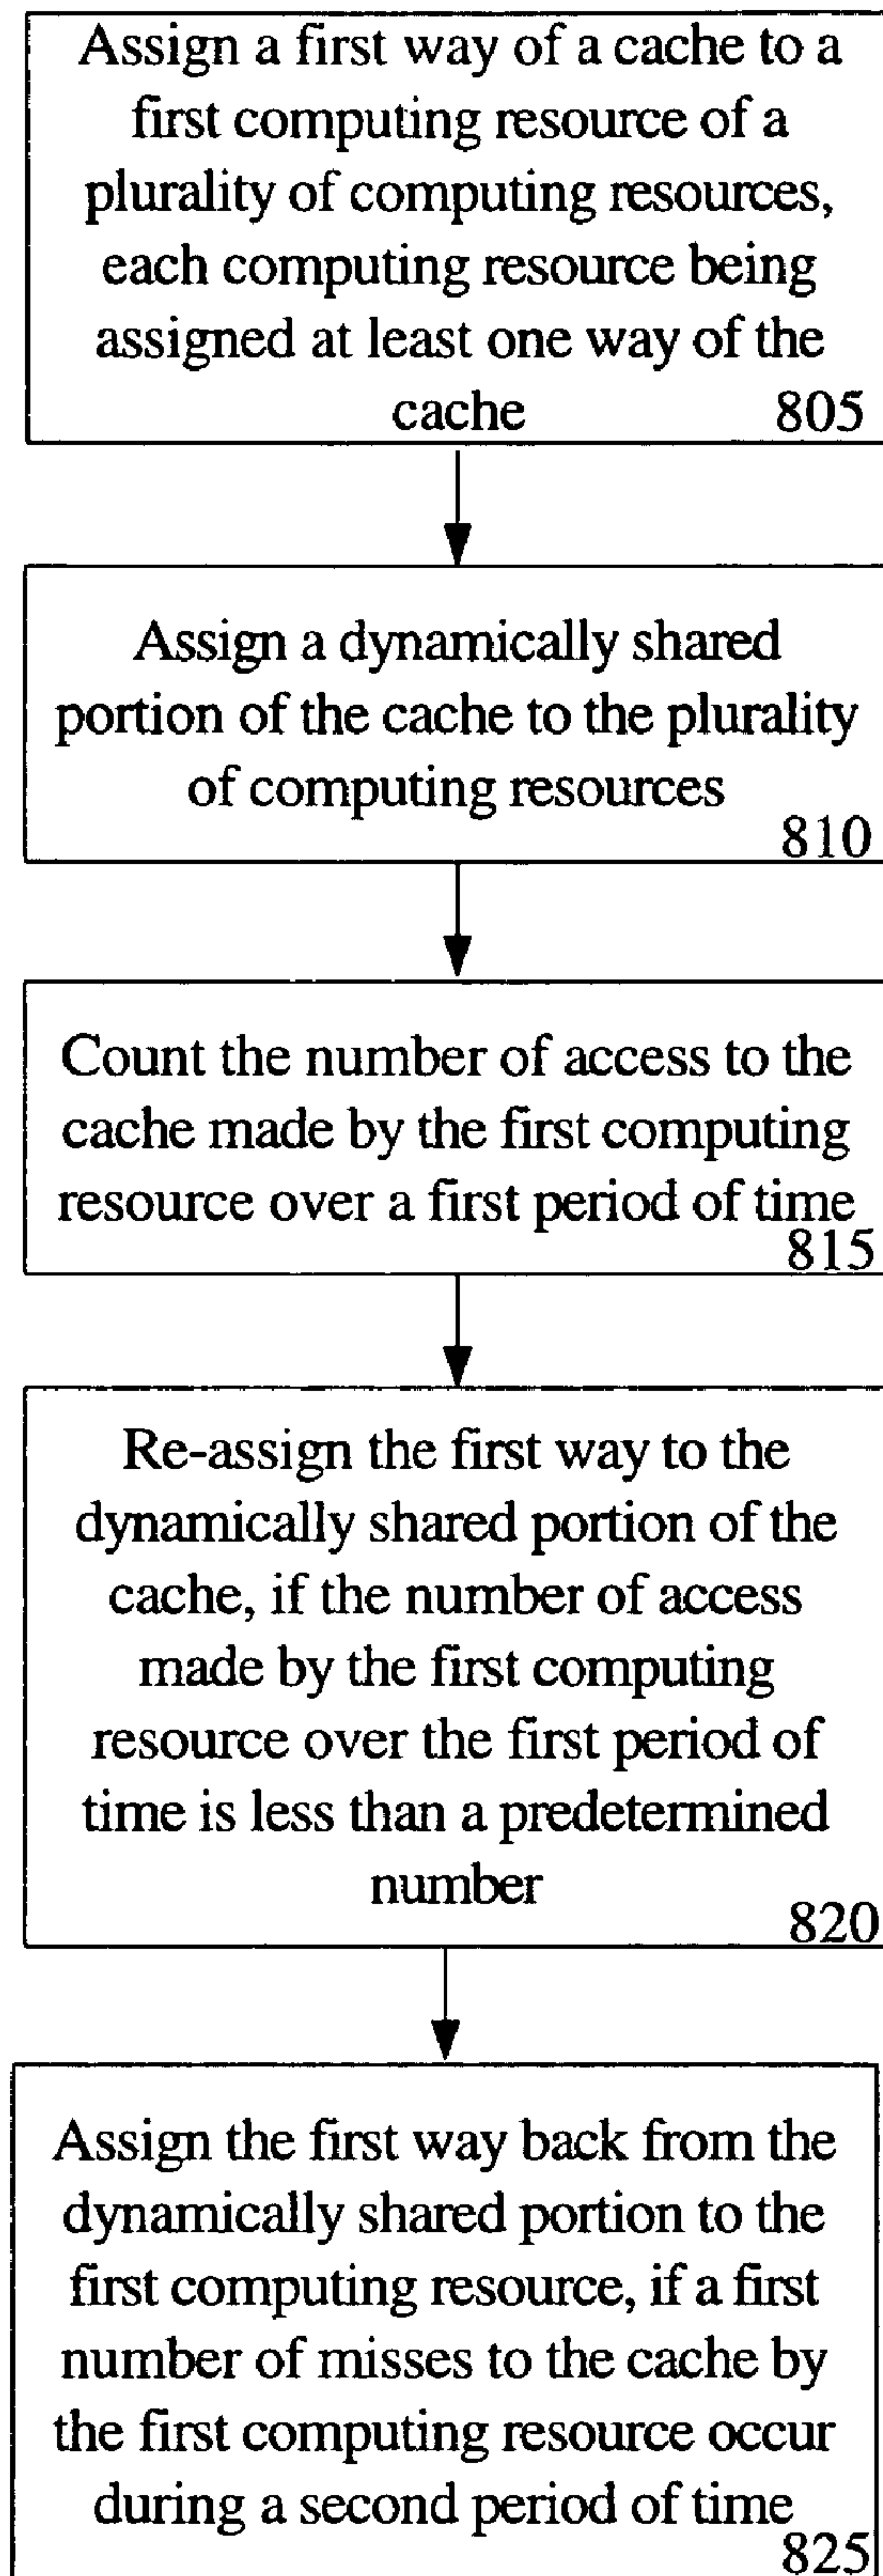 Assign a first way of a cache to a
first computing resource of a
plurality of computing resources,
each computing resource being
assigned at least one way of the
cache 805
Assign a dynamically shared
portion of the cache to the plurality
of computing resources
810
Count the number of access to the
cache made by the first computing
resource over a first period of time
815
Re-assign the first way to the
dynamically shared portion of the
cache, if the number of access
made by the first computing
resource over the first period of
time is less than a predetermined
number
820
Assign the first way back from the
dynamically shared portion to the
first computing resource, if a first
number of misses to the cache by
the first computing resource occur
during a second period of time
825